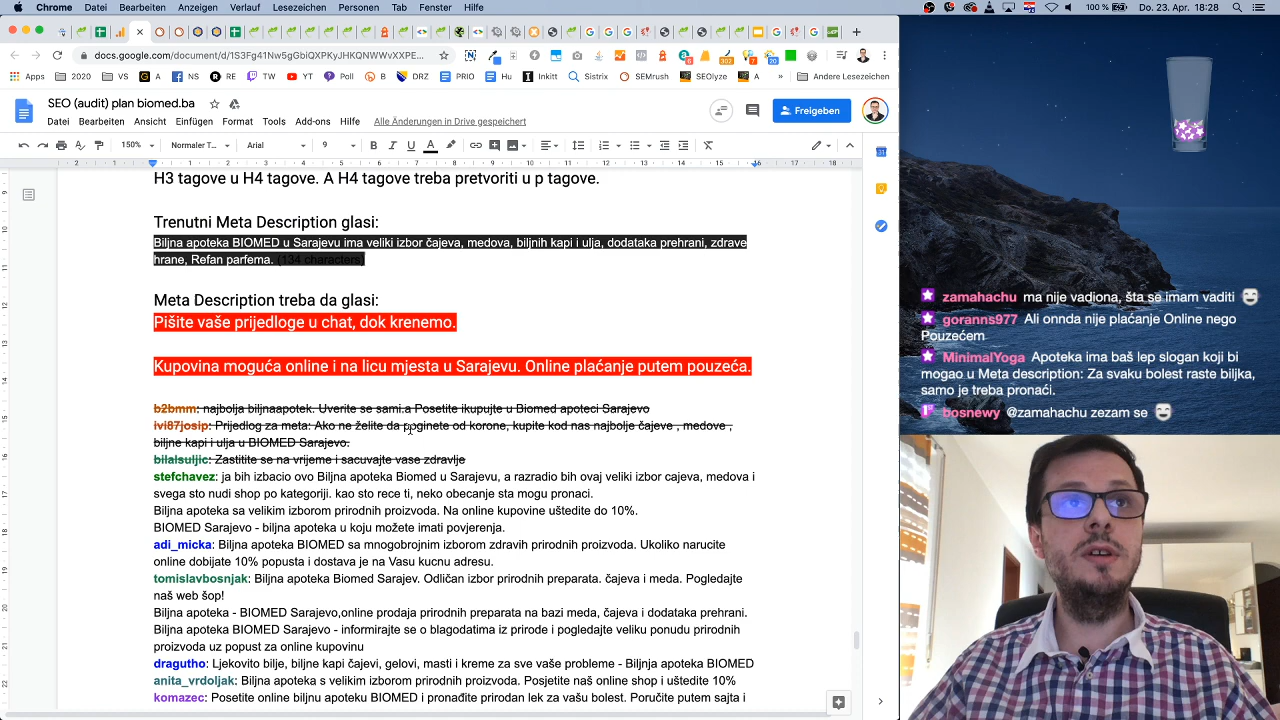 Chrome Datei Bearbeiten Anzeigen Verlauf Lesezeichen Personen Tab Fenster Hilfe 100% Do. 23. Apr. 18:28
docs.google.com/document/d/1S3Fg41Nw5gGbiQXPKyJHKQNWWvXXPE...
Apps 2020 VS A NS RE TW Poll B DRZ PRIO Hu Inkitt Sistrix SEMrush SEOlyze A » Andere Lesezeichen
SEO (audit) plan biomed.ba
Freigeben
Datei Bearbeiten Ansicht Einfügen Format Tools Add-ons Hilfe Alle Änderungen in Drive gespeichert
150% Normaler T... Arial 9
H3 tagove u H4 tagove. A H4 tagove treba pretvoriti u p tagove.
Trenutni Meta Description glasi:
Biljna apoteka BIOMED u Sarajevu ima veliki izbor čajeva, medova, biljnih kapi i ulja, dodataka prehrani, zdrave
hrane, Refan parfema. (134 characters)
Meta Description treba da glasi:
Pišite vaše prijedloge u chat, dok krenemo.
Kupovina moguća online i na licu mjesta u Sarajevu. Online plaćanje putem pouzeća.
b2bmm: najbolja biljnaapotek. Uverite se sami.a Posetite ikupujte u Biomed apoteci Sarajevo
ivi87josip: Prijedlog za meta: Ako ne želite da poginete od korone, kupite kod nas najbolje čajeve , medove ,
biljne kapi i ulja u BIOMED Sarajevo.
bilalsuljic: Zastitite se na vrijeme i sacuvajte vase zdravlje
stefchavez: ja bih izbacio ovo Biljna apoteka Biomed u Sarajevu, a razradio bih ovaj veliki izbor cajeva, medova i
svega sto nudi shop po kategoriji. kao sto rece ti, neko obecanje sta mogu pronaci.
Biljna apoteka sa velikim izborom prirodnih proizvoda. Na online kupovine uštedite do 10%.
BIOMED Sarajevo - biljna apoteka u koju možete imati povjerenja.
adi_micka: Biljna apoteka BIOMED sa mnogobrojnim izborom zdravih prirodnih proizvoda. Ukoliko narucite
online dobijate 10% popusta i dostava je na Vasu kucnu adresu.
tomislavbosnjak: Biljna apoteka Biomed Sarajev. Odličan izbor prirodnih preparata. čajeva i meda. Pogledajte
naš web šop!
Biljna apoteka - BIOMED Sarajevo,online prodaja prirodnih preparata na bazi meda, čajeva i dodataka prehrani.
Biljna apoteka BIOMED Sarajevo - informirajte se o blagodatima iz prirode i pogledajte veliku ponudu prirodnih
proizvoda uz popust za online kupovinu
dragutho: Ljekovito bilje, biljne kapi čajevi, gelovi, masti i kreme za sve vaše probleme - Biljnja apoteka BIOMED
anita_vrdoljak: Biljna apoteka s velikim izborom prirodnih proizvoda. Posjetite naš online shop i uštedite 10%
komazec: Posetite online biljnu apoteku BIOMED i pronađite prirodan lek za vašu bolest. Poručite putem sajta i
zamahachu ma nije vadiona, šta se imam vaditi
goranns977 Ali onnda nije plaćanje Online nego
Pouzećem
MinimalYoga Apoteka ima baš lep slogan koji bi
mogao u Meta description: Za svaku bolest raste biljka,
samo je treba pronaći.
bosnewy @zamahachu zezam se